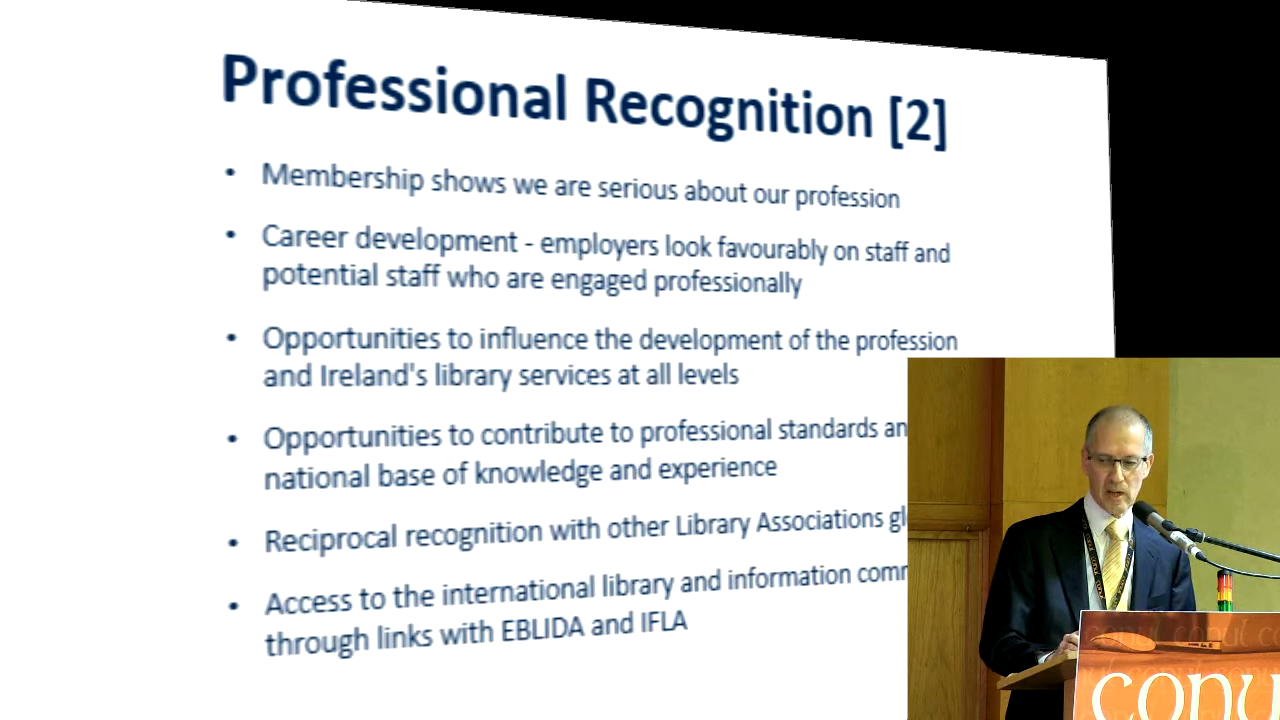 Professional Recognition [2]
• Membership shows we are serious about our profession
• Career development - employers look favourably on staff and
potential staff who are engaged professionally
• Opportunities to influence the development of the profession
and Ireland's library services at all levels
• Opportunities to contribute to professional standards an
national base of knowledge and experience
• Reciprocal recognition with other Library Associations gl
• Access to the international library and information comm
through links with EBLIDA and IFLA
conul conul conul
conu